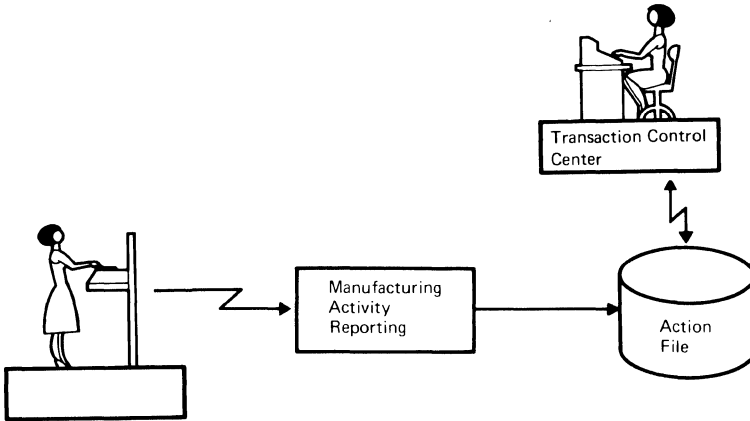 Transaction Control
Center
Manufacturing
Activity
Reporting
Action
File